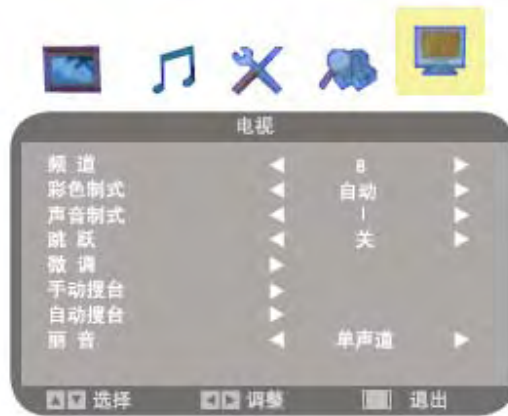 电视
频 道 8
彩色制式 自动
声音制式 I
跳 跃 关
微 调
手动搜台
自动搜台
丽 音 单声道
选择 调整 退出